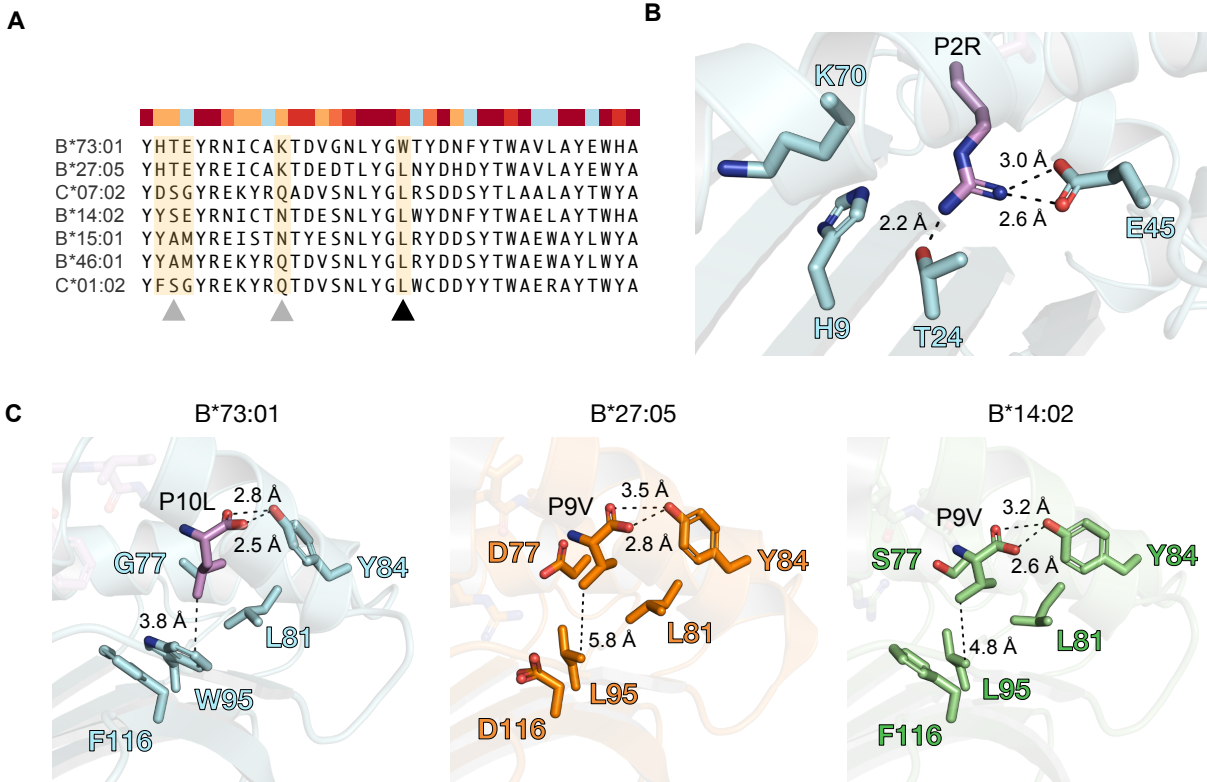 A
B*73:01 YHTEYRNICAKTDVGNLYGWTYDNFYTWAVLAYEWHA
B*27:05 YHTEYREICAKTDEDTLYGLNYDHDYTWAVLAYEWYA
C*07:02 YDSGYREKYRQADVSNLYGLRSDDSYTLAALAYTWYA
B*14:02 YYSEYRNICTNTDESNLYGLWYDNFYTWAELAYTWHA
B*15:01 YYAMYREISTNTYESNLYGLRYDDSYTWAEWAYLWYA
B*46:01 YYAMYREKYRQTDVSNLYGLRYDDSYTWAEWAYLWYA
C*01:02 YFSGYREKYRQTDVSNLYGLWCDDYYTWAERAYTWYA
B
P2R
K70
3.0 Å
2.2 Å
2.6 Å
E45
H9
T24
C
B*73:01
P10L
2.8 Å
2.5 Å
G77
Y84
3.8 Å
L81
W95
F116
B*27:05
3.5 Å
P9V
D77
2.8 Å
Y84
L81
5.8 Å
L95
D116
B*14:02
3.2 Å
P9V
S77
2.6 Å
Y84
L81
4.8 Å
L95
F116